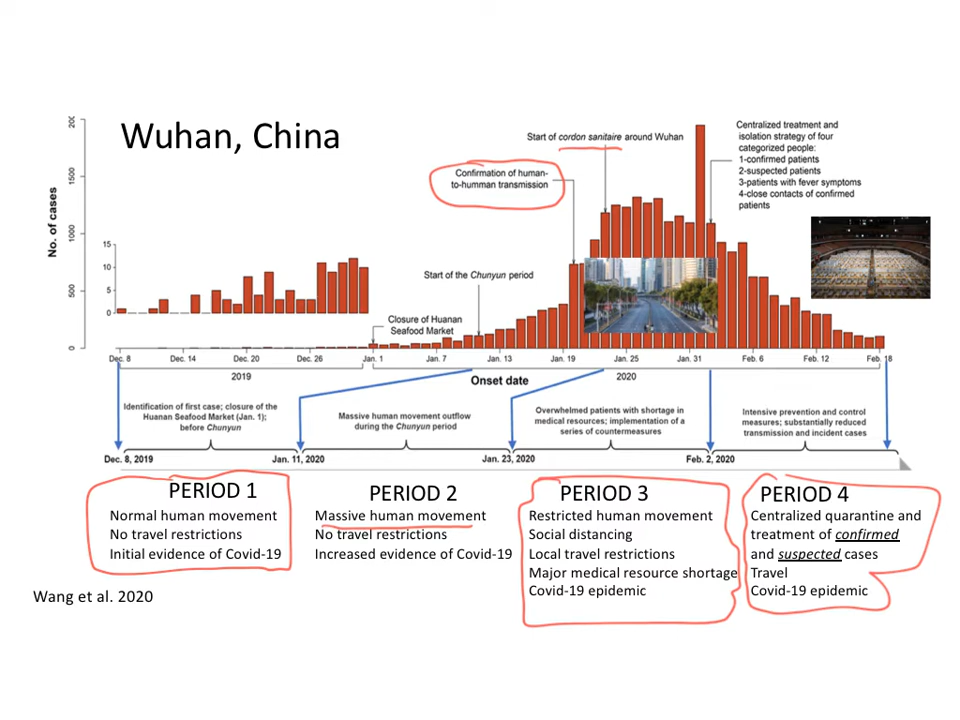 Wuhan, China
No. of cases
200
1500
1000
500
0
15
10
5
0
Start of cordon sanitaire around Wuhan
Confirmation of human-
to-humman transmission
Centralized treatment and
isolation strategy of four
categorized people:
1-confirmed patients
2-suspected patients
3-patients with fever symptoms
4-close contacts of confirmed
patients
Start of the Chunyun period
Closure of Huanan
Seafood Market
Dec. 8 Dec. 14 Dec. 20 Dec. 26 Jan. 1 Jan. 7 Jan. 13 Jan. 19 Jan. 25 Jan. 31 Feb. 6 Feb. 12 Feb. 18
2019 Onset date 2020
Identification of first case; closure of the
Huanan Seafood Market (Jan. 1);
before Chunyun
Massive human movement outflow
during the Chunyun period
Overwhelmed patients with shortage in
medical resources; implementation of a
series of countermeasures
Intensive prevention and control
measures; substantially reduced
transmission and incident cases
Dec. 8, 2019 Jan. 11, 2020 Jan. 23, 2020 Feb. 2, 2020
PERIOD 1
Normal human movement
No travel restrictions
Initial evidence of Covid-19
PERIOD 2
Massive human movement
No travel restrictions
Increased evidence of Covid-19
PERIOD 3
Restricted human movement
Social distancing
Local travel restrictions
Major medical resource shortage
Covid-19 epidemic
PERIOD 4
Centralized quarantine and
treatment of confirmed
and suspected cases
Travel
Covid-19 epidemic
Wang et al. 2020